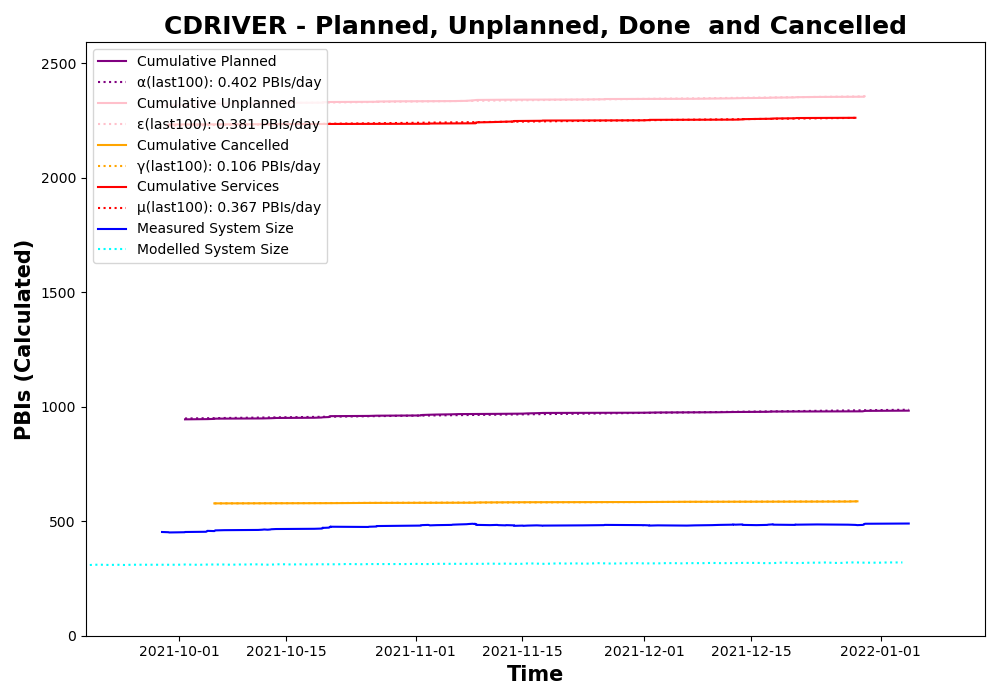 CDRIVER - Planned, Unplanned, Done  and Cancelled
PBIs (Calculated)
2500
2000
1500
1000
500
0
Cumulative Planned
α(last100): 0.402 PBIs/day
Cumulative Unplanned
ε(last100): 0.381 PBIs/day
Cumulative Cancelled
γ(last100): 0.106 PBIs/day
Cumulative Services
μ(last100): 0.367 PBIs/day
Measured System Size
Modelled System Size
2021-10-01 2021-10-15 2021-11-01 2021-11-15 2021-12-01 2021-12-15 2022-01-01
Time